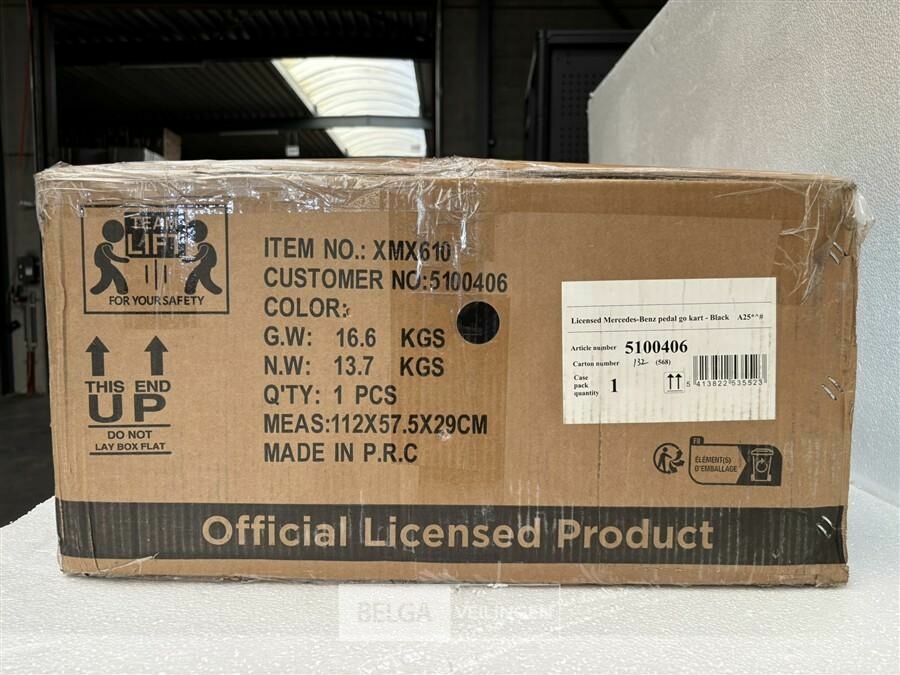 TEAM
LIFT
FOR YOUR SAFETY
THIS END
UP
DO NOT
LAY BOX FLAT
ITEM NO.: XMX610
CUSTOMER NO:5100406
COLOR:
G.W: 16.6 KGS
N.W: 13.7 KGS
Q'TY: 1 PCS
MEAS:112X57.5X29CM
MADE IN P.R.C
Licensed Mercedes-Benz pedal go kart - Black A25**#
Article number 5100406
Carton number 132 (568)
Case
pack
quantity 1
5 413822 535523
FR
ÉLÉMENT(S)
D'EMBALLAGE
Official Licensed Product
BELGA VEILINGEN